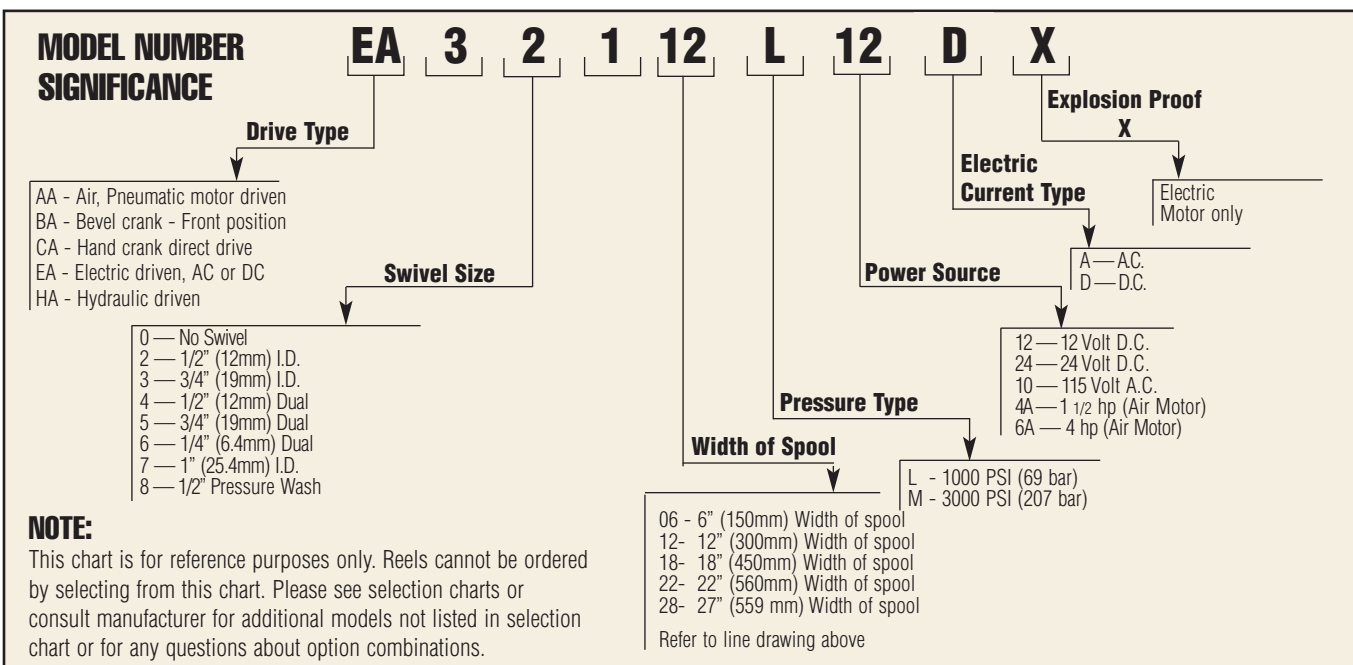 MODEL NUMBER
SIGNIFICANCE
EA 3 2 1 12 L 12 D X
Drive Type
AA - Air, Pneumatic motor driven
BA - Bevel crank - Front position
CA - Hand crank direct drive
EA - Electric driven, AC or DC
HA - Hydraulic driven
Swivel Size
0 — No Swivel
2 — 1/2" (12mm) I.D.
3 — 3/4" (19mm) I.D.
4 — 1/2" (12mm) Dual
5 — 3/4" (19mm) Dual
6 — 1/4" (6.4mm) Dual
7 — 1" (25.4mm) I.D.
8 — 1/2" Pressure Wash
Width of Spool
06 - 6" (150mm) Width of spool
12- 12" (300mm) Width of spool
18- 18" (450mm) Width of spool
22- 22" (560mm) Width of spool
28- 27" (559 mm) Width of spool
Refer to line drawing above
Pressure Type
L - 1000 PSI (69 bar)
M - 3000 PSI (207 bar)
Power Source
12 — 12 Volt D.C.
24 — 24 Volt D.C.
10 — 115 Volt A.C.
4A — 1 1/2 hp (Air Motor)
6A — 4 hp (Air Motor)
Electric
Current Type
A — A.C.
D — D.C.
Explosion Proof
X
Electric
Motor only
NOTE:
This chart is for reference purposes only. Reels cannot be ordered
by selecting from this chart. Please see selection charts or
consult manufacturer for additional models not listed in selection
chart or for any questions about option combinations.